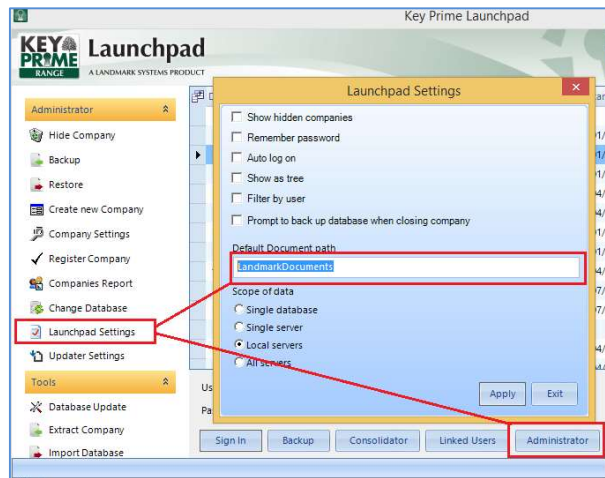 Key Prime Launchpad
KEY
PRIME
RANGE
Launchpad
A LANDMARK SYSTEMS PRODUCT
Launchpad Settings
Administrator
Hide Company
Backup
Restore
Create new Company
Company Settings
Register Company
Companies Report
Change Database
Launchpad Settings
Updater Settings
Tools
Database Update
Extract Company
Import Database
Show hidden companies
Remember password
Auto log on
Show as tree
Filter by user
Prompt to back up database when closing company
Default Document path
LandmarkDocuments
Scope of data
Single database
Single server
Local servers
All servers
Apply
Exit
Us
Pa
Sign In
Backup
Consolidator
Linked Users
Administrator